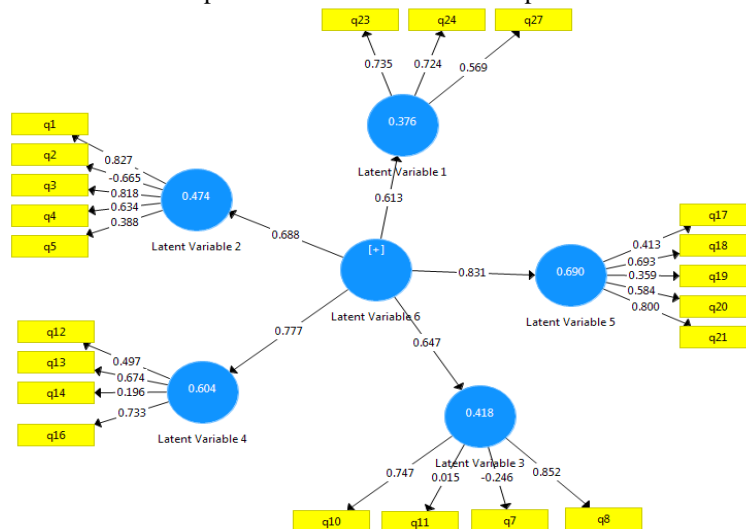 q23
q24
q27
0.735
0.724
0.569
0.376
Latent Variable 1
0.613
q1
q2
q3
q4
q5
0.827
-0.665
0.818
0.634
0.388
0.474
Latent Variable 2
0.688
[+]
Latent Variable 6
0.831
0.690
Latent Variable 5
0.413
0.693
0.359
0.584
0.800
q17
q18
q19
q20
q21
0.777
0.647
q12
q13
q14
q16
0.497
0.674
0.196
0.733
0.604
Latent Variable 4
0.418
Latent Variable 3
0.747
0.015
-0.246
0.852
q10
q11
q7
q8